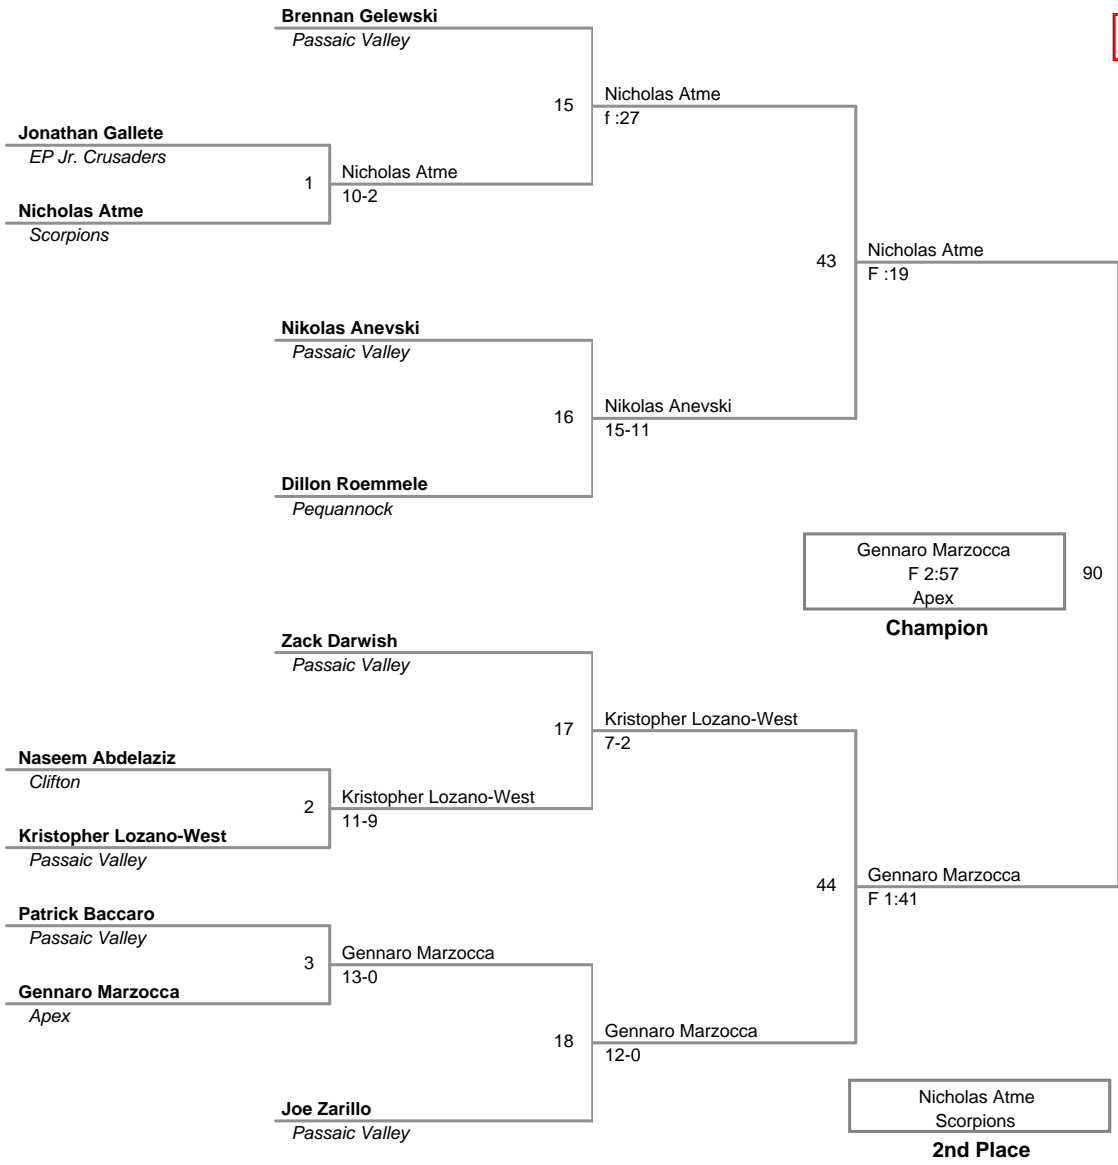 Brennan Gelewski
Passaic Valley
15
Nicholas Atme
f :27
Jonathan Gallete
EP Jr. Crusaders
1
Nicholas Atme
10-2
Nicholas Atme
Scorpions
43
Nicholas Atme
F :19
Nikolas Anevski
Passaic Valley
16
Nikolas Anevski
15-11
Dillon Roemmele
Pequannock
Gennaro Marzocca
F 2:57
Apex
90
Champion
Zack Darwish
Passaic Valley
17
Kristopher Lozano-West
7-2
Naseem Abdelaziz
Clifton
2
Kristopher Lozano-West
11-9
Kristopher Lozano-West
Passaic Valley
44
Gennaro Marzocca
F 1:41
Patrick Baccaro
Passaic Valley
3
Gennaro Marzocca
13-0
Gennaro Marzocca
Apex
18
Gennaro Marzocca
12-0
Joe Zarillo
Passaic Valley
Nicholas Atme
Scorpions
2nd Place